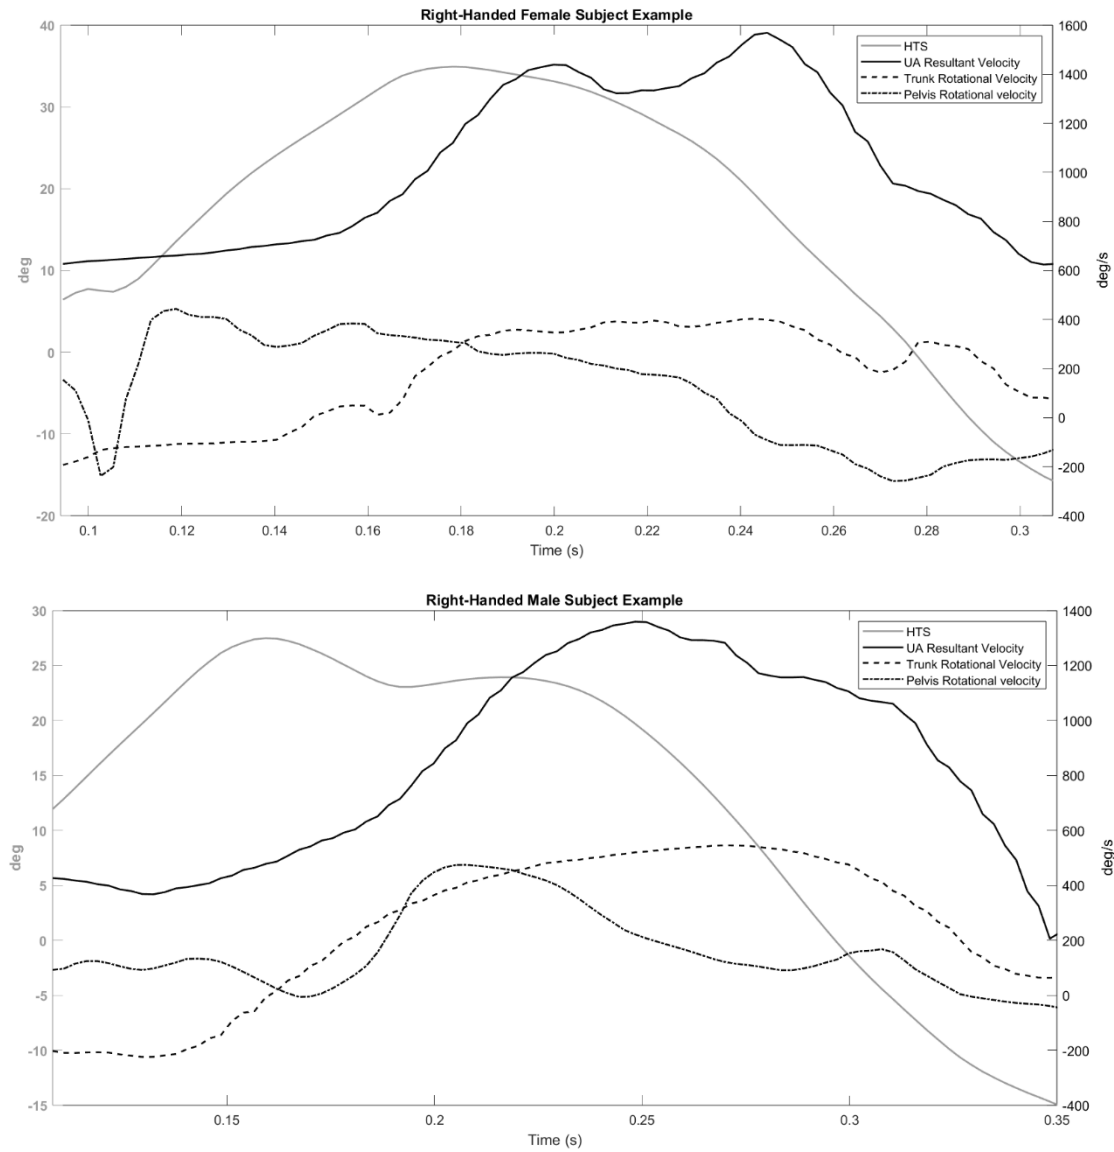 Right-Handed Female Subject Example
40
30
20
10
0
-10
-20
deg
1600
1400
1200
1000
800
600
400
200
0
-200
-400
deg/s
HTS
UA Resultant Velocity
Trunk Rotational Velocity
Pelvis Rotational velocity
0.1 0.12 0.14 0.16 0.18 0.2 0.22 0.24 0.26 0.28 0.3
Time (s)
Right-Handed Male Subject Example
30
25
20
15
10
5
0
-5
-10
-15
deg
1400
1200
1000
800
600
400
200
0
-200
-400
deg/s
HTS
UA Resultant Velocity
Trunk Rotational Velocity
Pelvis Rotational velocity
0.15 0.2 0.25 0.3 0.35
Time (s)